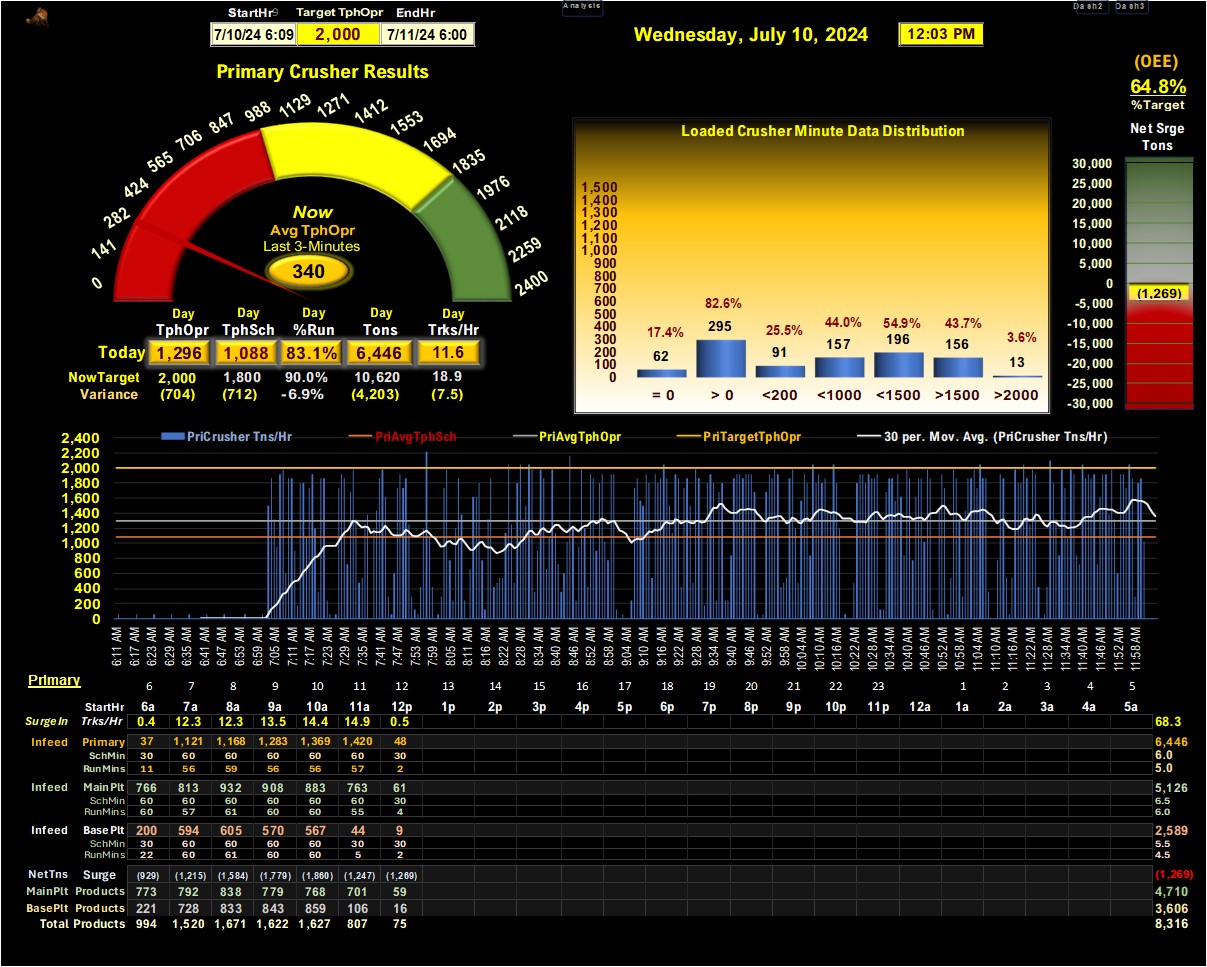 Analysis
Dash2 Dash3
StartHr Target TphOpr EndHr
7/10/24 6:09 2,000 7/11/24 6:00
Wednesday, July 10, 2024 12:03 PM
(OEE)
64.8%
%Target
Primary Crusher Results
0 141 282 424 565 706 847 988 1129 1271 1412 1553 1694 1835 1976 2118 2259 2400
Now
Avg TphOpr
Last 3-Minutes
340
Day Day Day Day Day
TphOpr TphSch %Run Tons Trks/Hr
Today 1,296 1,088 83.1% 6,446 11.6
NowTarget 2,000 1,800 90.0% 10,620 18.9
Variance (704) (712) -6.9% (4,203) (7.5)
Loaded Crusher Minute Data Distribution
1,500
1,400
1,300
1,200
1,100
1,000
900
800
700
600
500
400
300
200
100
0
17.4% 82.6% 25.5% 44.0% 54.9% 43.7% 3.6%
62 295 91 157 196 156 13
= 0 > 0 <200 <1000 <1500 >1500 >2000
Net Srge
Tons
30,000
25,000
20,000
15,000
10,000
5,000
0
(1,269)
-5,000
-10,000
-15,000
-20,000
-25,000
-30,000
PriCrusher Tns/Hr PriAvgTphSch PriAvgTphOpr PriTargetTphOpr 30 per. Mov. Avg. (PriCrusher Tns/Hr)
2,400
2,200
2,000
1,800
1,600
1,400
1,200
1,000
800
600
400
200
0
6:11 AM 6:17 AM 6:23 AM 6:29 AM 6:35 AM 6:41 AM 6:47 AM 6:53 AM 6:59 AM 7:05 AM 7:11 AM 7:17 AM 7:23 AM 7:29 AM 7:35 AM 7:41 AM 7:47 AM 7:53 AM 7:59 AM 8:05 AM 8:11 AM 8:16 AM 8:22 AM 8:28 AM 8:34 AM 8:40 AM 8:46 AM 8:52 AM 8:58 AM 9:04 AM 9:10 AM 9:16 AM 9:22 AM 9:28 AM 9:34 AM 9:40 AM 9:46 AM 9:52 AM 9:58 AM 10:04 AM 10:10 AM 10:16 AM 10:22 AM 10:28 AM 10:34 AM 10:40 AM 10:46 AM 10:52 AM 10:58 AM 11:04 AM 11:10 AM 11:16 AM 11:22 AM 11:28 AM 11:34 AM 11:40 AM 11:46 AM 11:52 AM 11:58 AM
Primary
6 7 8 9 10 11 12 13 14 15 16 17 18 19 20 21 22 23 1 2 3 4 5
StartHr 6a 7a 8a 9a 10a 11a 12p 1p 2p 3p 4p 5p 6p 7p 8p 9p 10p 11p 12a 1a 2a 3a 4a 5a
Surge In Trks/Hr 0.4 12.3 12.3 13.5 14.4 14.9 0.5 68.3
Infeed Primary 37 1,121 1,168 1,283 1,369 1,420 48 6,446
SchMin 30 60 60 60 60 60 30 6.0
RunMins 11 56 59 56 56 57 2 5.0
Infeed Main Plt 766 813 932 908 883 763 61 5,126
SchMin 60 60 60 60 60 60 30 6.5
RunMins 60 57 61 60 60 55 4 6.0
Infeed Base Plt 200 594 605 570 567 44 9 2,589
SchMin 30 60 60 60 60 30 30 5.5
RunMins 22 60 61 60 60 5 2 4.5
NetTns Surge (929) (1,215) (1,584) (1,779) (1,860) (1,247) (1,269) (1,269)
MainPlt Products 773 792 838 779 768 701 59 4,710
BasePlt Products 221 728 833 843 859 106 16 3,606
Total Products 994 1,520 1,671 1,622 1,627 807 75 8,316